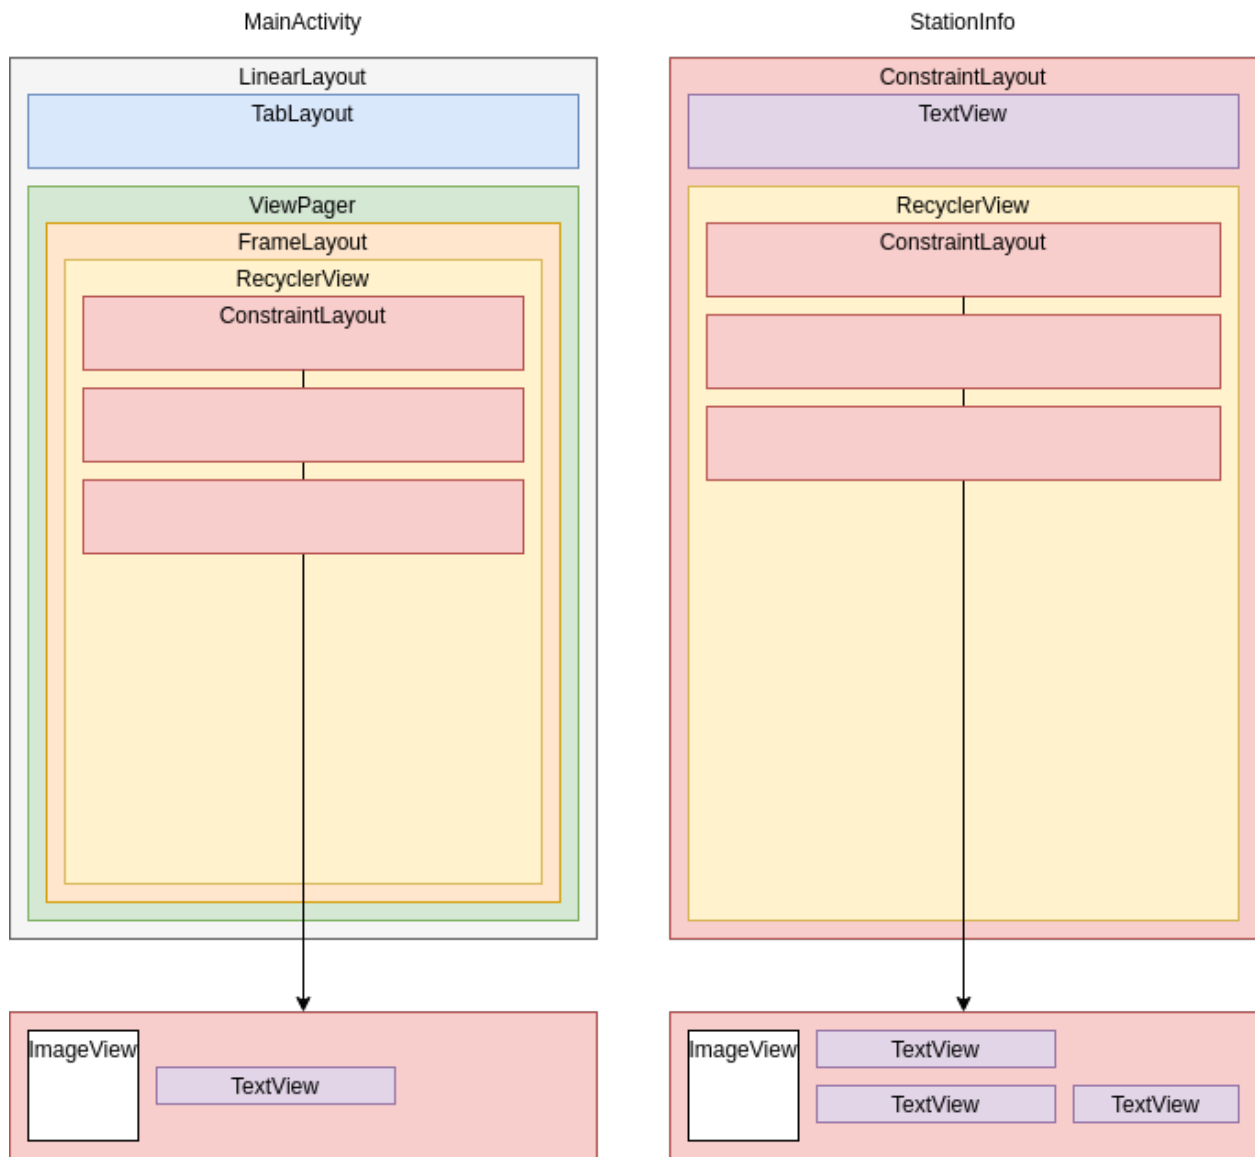 MainActivity
LinearLayout
TabLayout
ViewPager
FrameLayout
RecyclerView
ConstraintLayout
ImageView
TextView
StationInfo
ConstraintLayout
TextView
RecyclerView
ConstraintLayout
ImageView
TextView
TextView
TextView